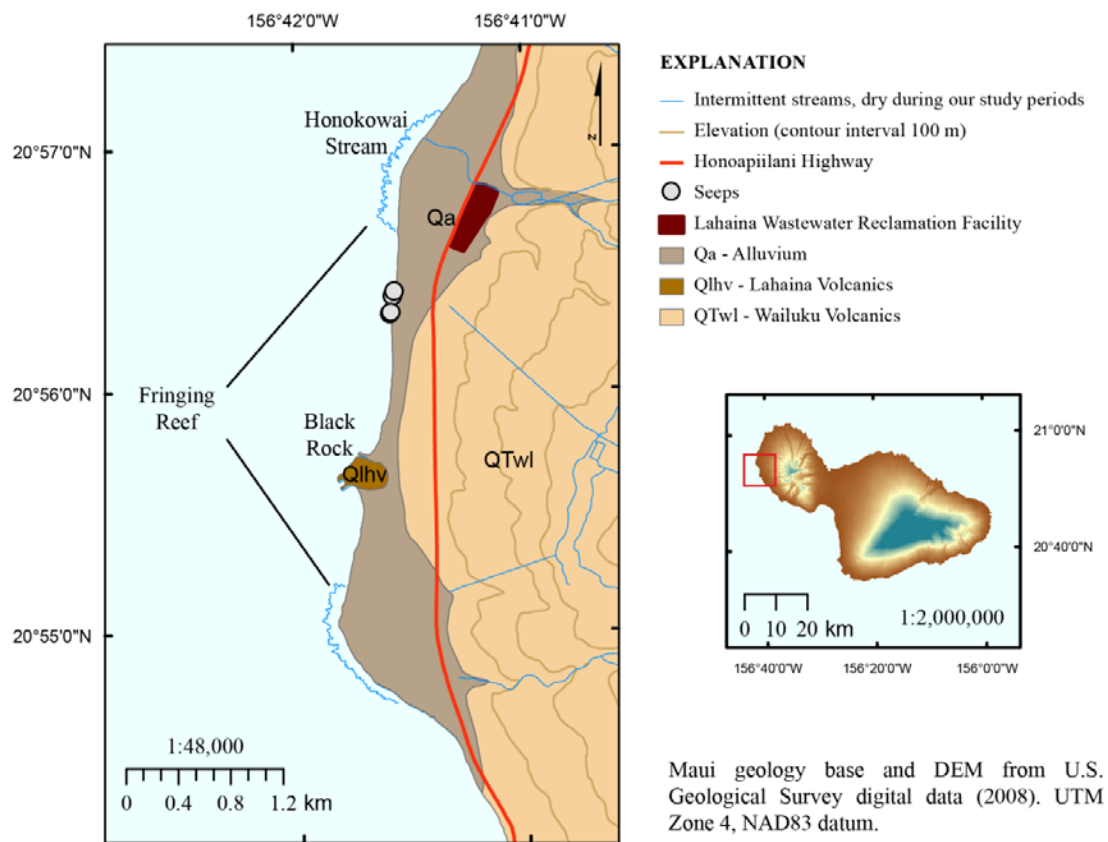 156°42'0"W
156°41'0"W
20°57'0"N
20°56'0"N
20°55'0"N
Honokowai
Stream
Qa
Fringing
Reef
Black
Rock
Qlhv
QTwl
N
1:48,000
0 0.4 0.8 1.2 km
EXPLANATION
Intermittent streams, dry during our study periods
Elevation (contour interval 100 m)
Honoapiilani Highway
Seeps
Lahaina Wastewater Reclamation Facility
Qa - Alluvium
Qlhv - Lahaina Volcanics
QTwl - Wailuku Volcanics
21°0'0"N
20°40'0"N
1:2,000,000
0 10 20 km
156°40'0"W
156°20'0"W
156°0'0"W
Maui geology base and DEM from U.S.
Geological Survey digital data (2008). UTM
Zone 4, NAD83 datum.